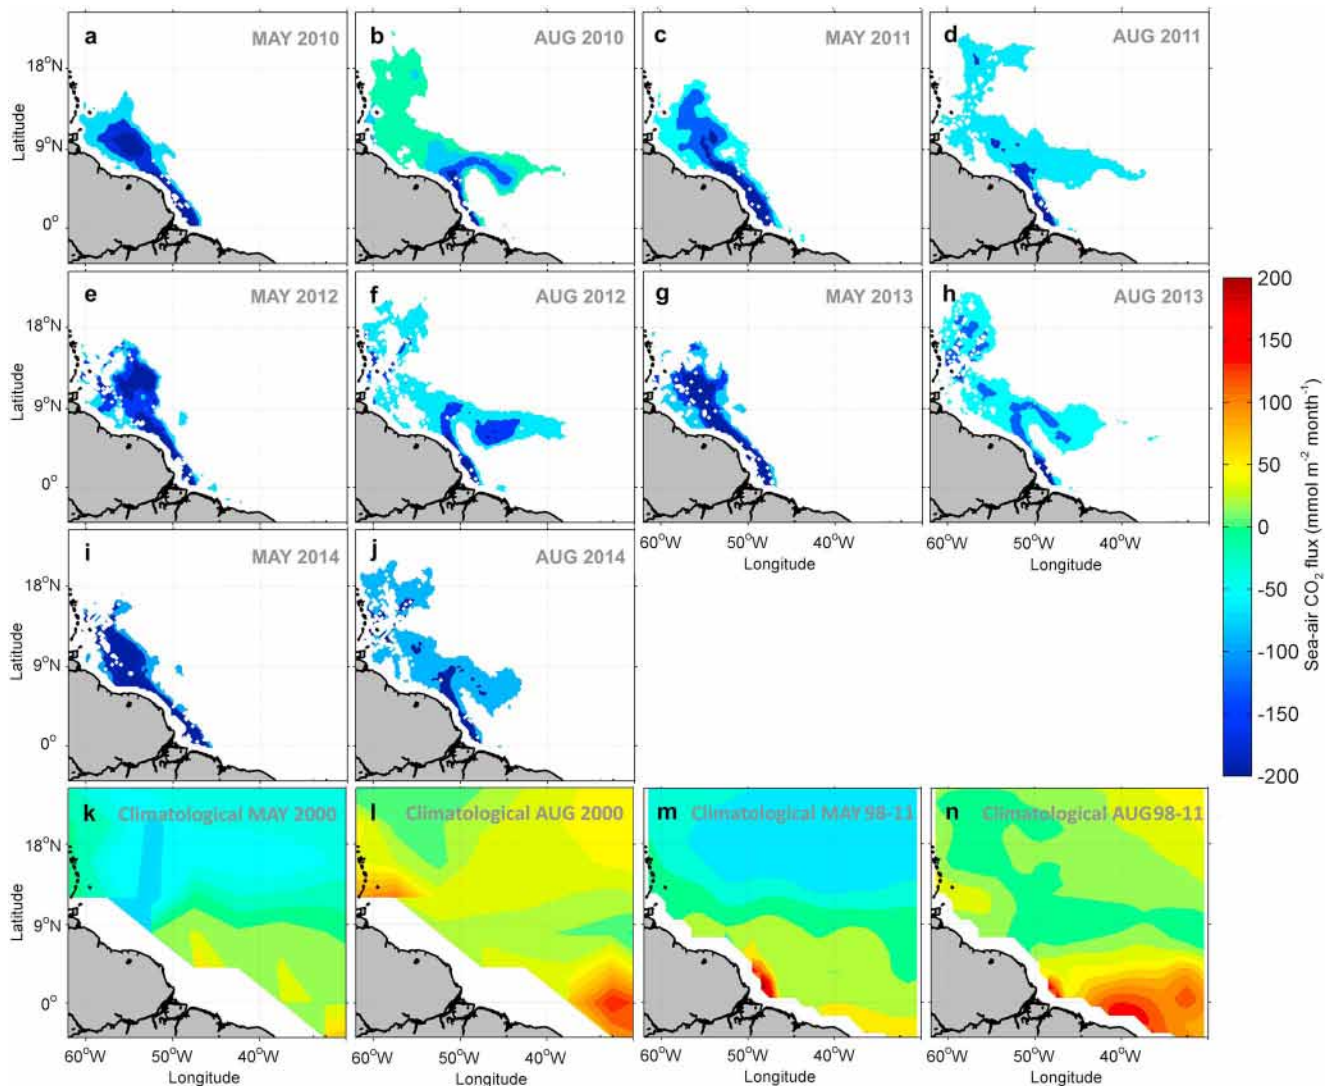 a MAY 2010 b AUG 2010 c MAY 2011 d AUG 2011
18°N
9°N
0°
Latitude
e MAY 2012 f AUG 2012 g MAY 2013 h AUG 2013
18°N
9°N
0°
Latitude
60°W 50°W 40°W 60°W 50°W 40°W
Longitude Longitude
i MAY 2014 j AUG 2014
18°N
9°N
0°
Latitude
k Climatological MAY 2000 l Climatological AUG 2000 m Climatological MAY 98-11 n Climatological AUG98-11
18°N
9°N
0°
Latitude
60°W 50°W 40°W 60°W 50°W 40°W 60°W 50°W 40°W 60°W 50°W 40°W
Longitude Longitude Longitude Longitude
200
150
100
50
0
-50
-100
-150
-200
Sea-air CO₂ flux (mmol m⁻² month⁻¹)